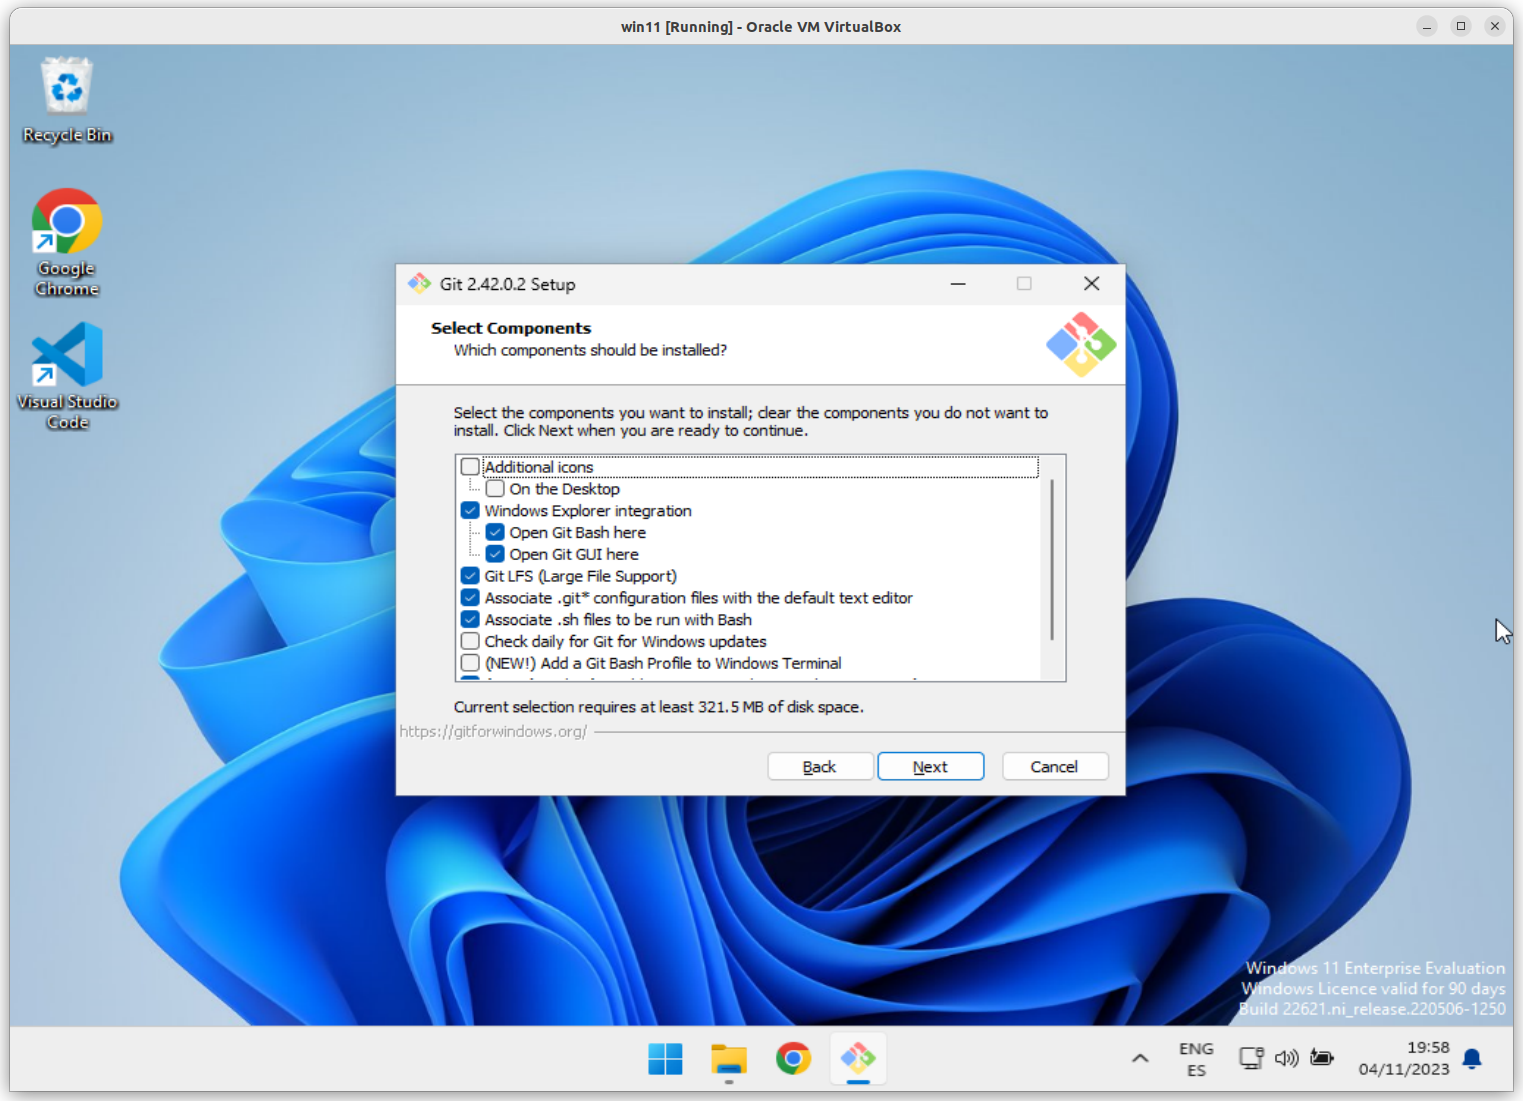 win11 [Running] - Oracle VM VirtualBox
Recycle Bin
Google
Chrome
Visual Studio
Code
Git 2.42.0.2 Setup
Select Components
Which components should be installed?
Select the components you want to install; clear the components you do not want to
install. Click Next when you are ready to continue.
Additional icons
On the Desktop
Windows Explorer integration
Open Git Bash here
Open Git GUI here
Git LFS (Large File Support)
Associate .git* configuration files with the default text editor
Associate .sh files to be run with Bash
Check daily for Git for Windows updates
(NEW!) Add a Git Bash Profile to Windows Terminal
Current selection requires at least 321.5 MB of disk space.
https://gitforwindows.org/
Back
Next
Cancel
Windows 11 Enterprise Evaluation
Windows Licence valid for 90 days
Build 22621.ni_release.220506-1250
ENG
ES
19:58
04/11/2023